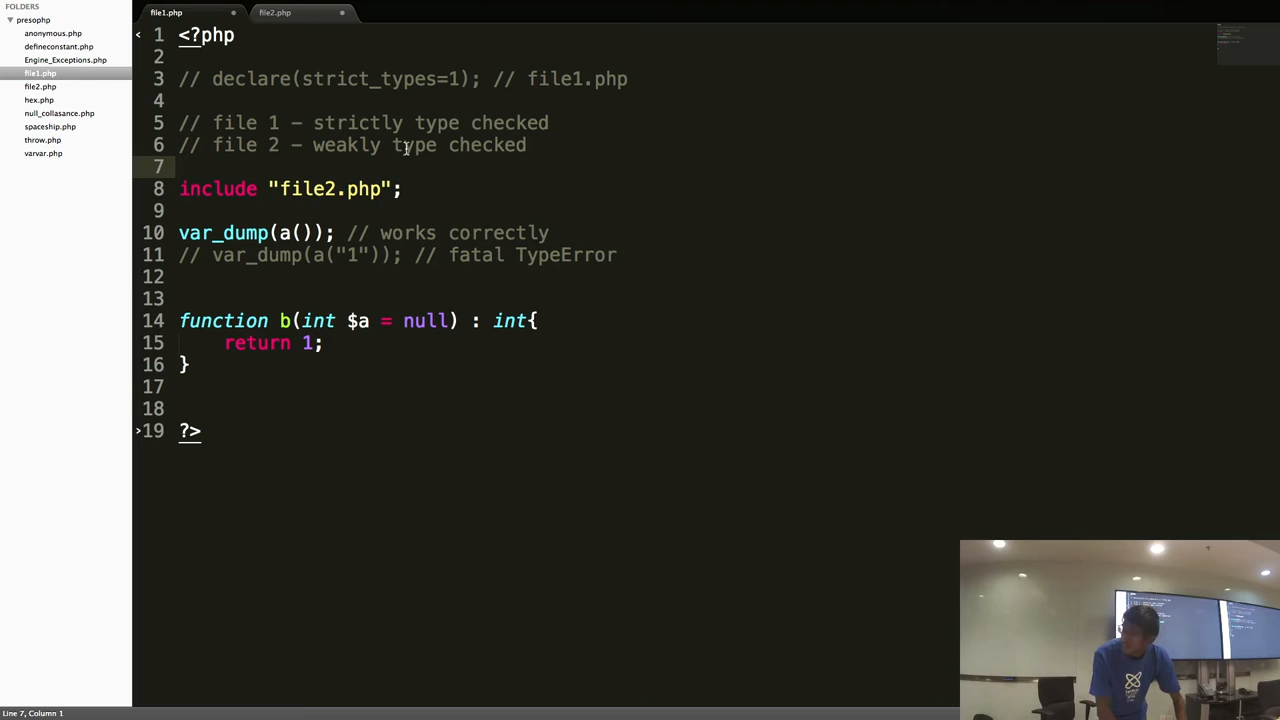 FOLDERS
presophp
anonymous.php
defineconstant.php
Engine_Exceptions.php
file1.php
file2.php
hex.php
null_collasance.php
spaceship.php
throw.php
varvar.php
file1.php
file2.php
1 <?php
2
3 // declare(strict_types=1); // file1.php
4
5 // file 1 - strictly type checked
6 // file 2 - weakly type checked
7
8 include "file2.php";
9
10 var_dump(a()); // works correctly
11 // var_dump(a("1")); // fatal TypeError
12
13
14 function b(int $a = null) : int{
15 return 1;
16 }
17
18
19 ?>
Line 7, Column 1